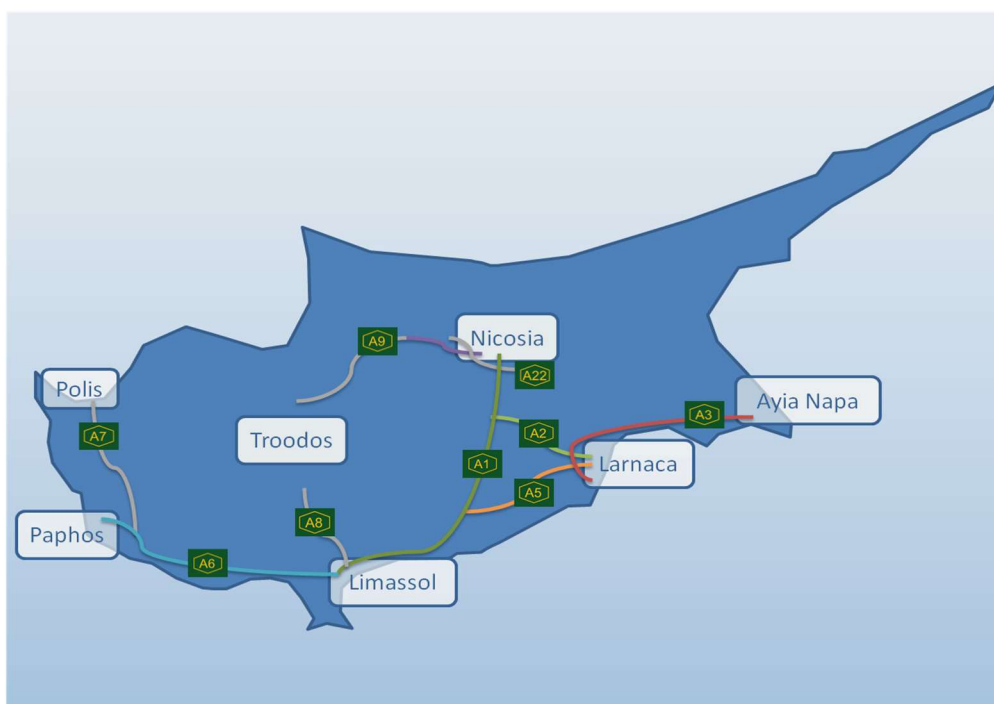 Nicosia
A9
A22
Polis
Ayia Napa
A3
A7
A2
Troodos
A1
Larnaca
A5
A8
Paphos
A6
Limassol